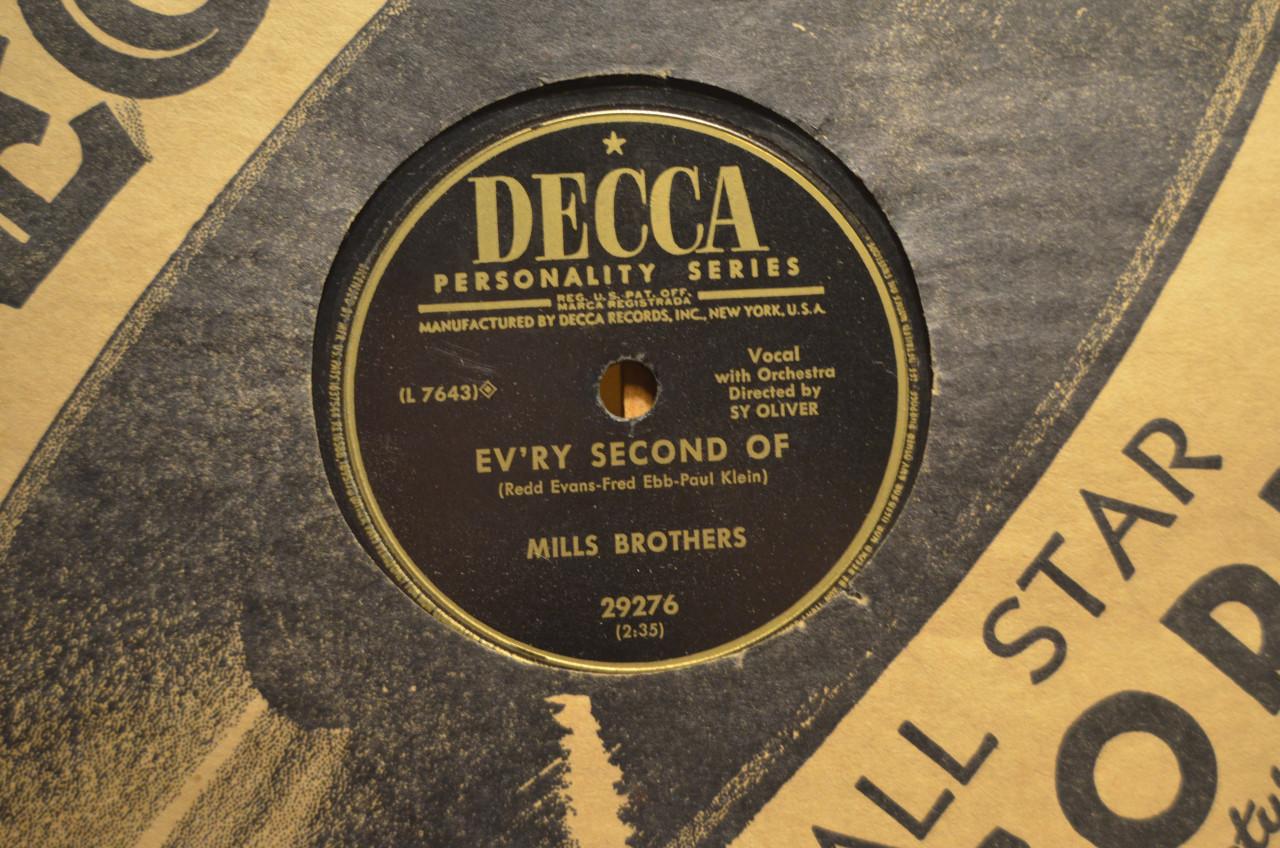 DECCA
PERSONALITY SERIES
REG. U.S. PAT. OFF.
MARCA REGISTRADA
MANUFACTURED BY DECCA RECORDS, INC., NEW YORK, U.S.A.
Vocal
with Orchestra
Directed by
SY OLIVER
(L 7643)
EV'RY SECOND OF
(Redd Evans-Fred Ebb-Paul Klein)
MILLS BROTHERS
29276
(2:35)
ALL STAR